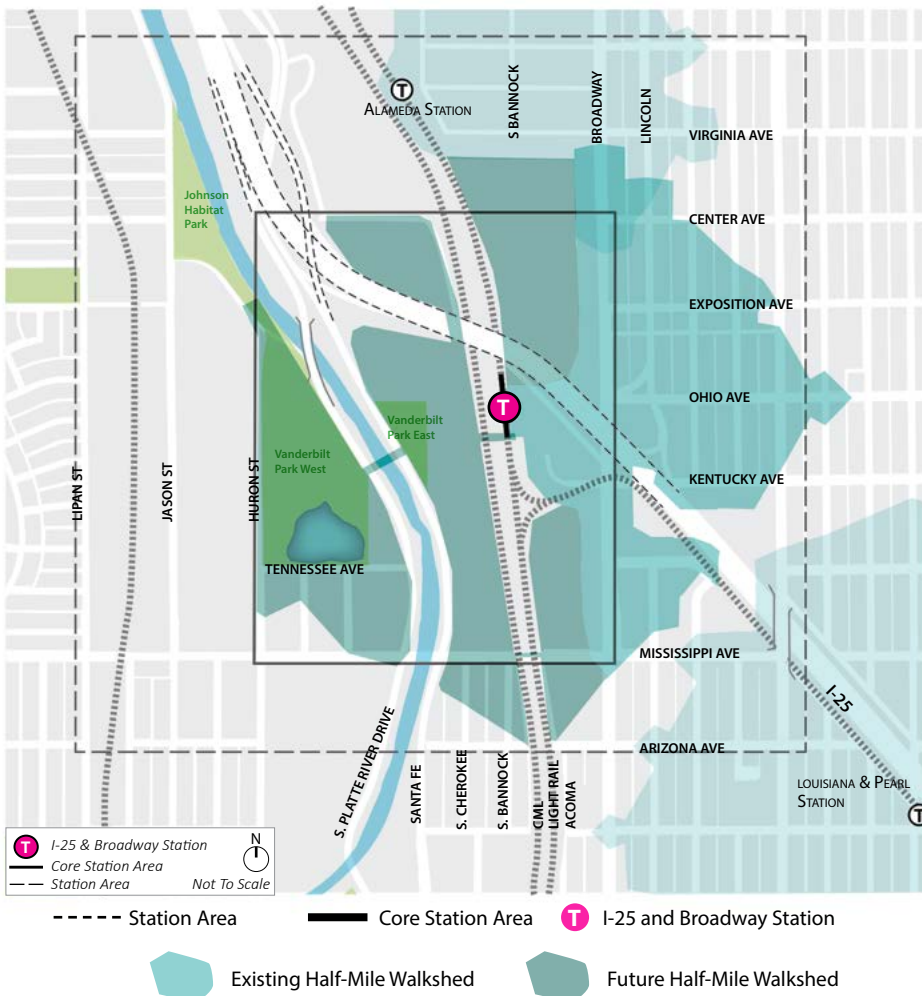 T
ALAMEDA STATION
S BANNOCK
BROADWAY
LINCOLN
VIRGINIA AVE
Johnson
Habitat
Park
CENTER AVE
EXPOSITION AVE
T
OHIO AVE
Vanderbilt
Park East
Vanderbilt
Park West
KENTUCKY AVE
LIPAN ST
JASON ST
HURON ST
TENNESSEE AVE
MISSISSIPPI AVE
I-25
ARIZONA AVE
LOUISIANA & PEARL
STATION
T
S. PLATTE RIVER DRIVE
SANTA FE
S. CHEROKEE
S. BANNOCK
CML
LIGHT RAIL
ACOMA
T I-25 & Broadway Station
N
Core Station Area
Station Area Not To Scale
Station Area Core Station Area T I-25 and Broadway Station
Existing Half-Mile Walkshed Future Half-Mile Walkshed